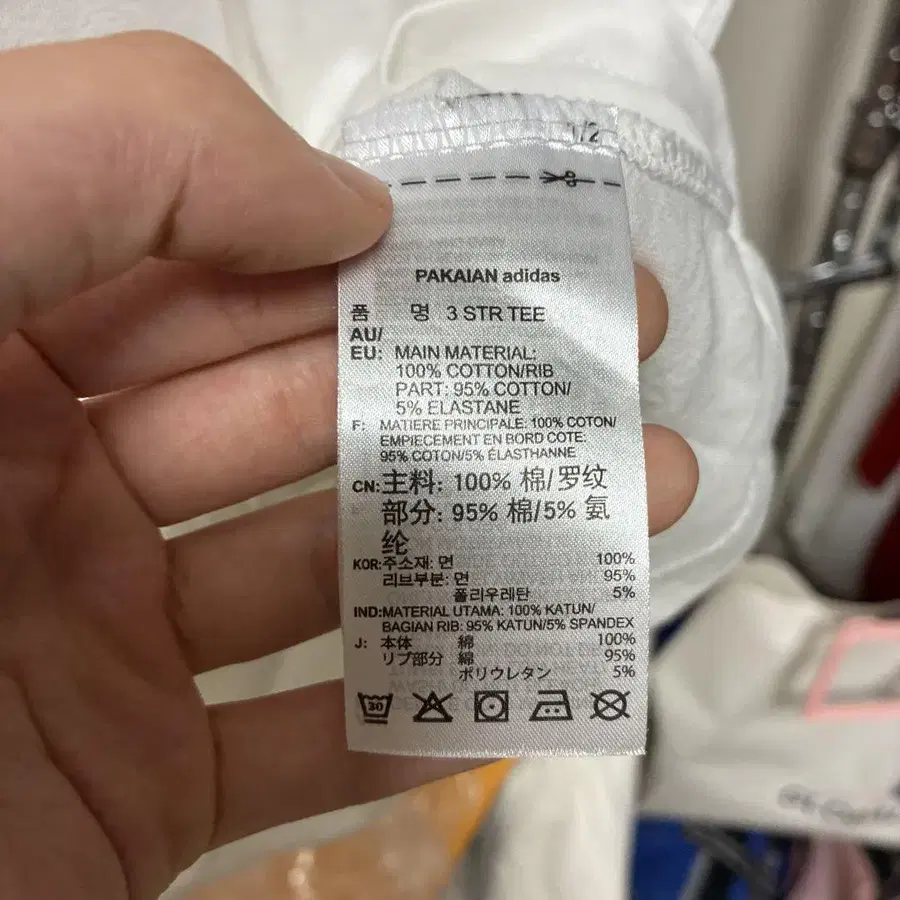 1/2
PAKAIAN adidas
품 명 3 STR TEE
AU/
EU: MAIN MATERIAL:
100% COTTON/RIB
PART: 95% COTTON/
5% ELASTANE
F: MATIERE PRINCIPALE: 100% COTON/
EMPIECEMENT EN BORD COTE:
95% COTON/5% ÉLASTHANNE
CN: 主料: 100% 棉/罗纹
部分: 95% 棉/5% 氨
纶
KOR: 주소재: 면 100%
리브부분: 면 95%
폴리우레탄 5%
IND: MATERIAL UTAMA: 100% KATUN/
BAGIAN RIB: 95% KATUN/5% SPANDEX
J: 本体 綿 100%
リブ部分 綿 95%
ポリウレタン 5%
30